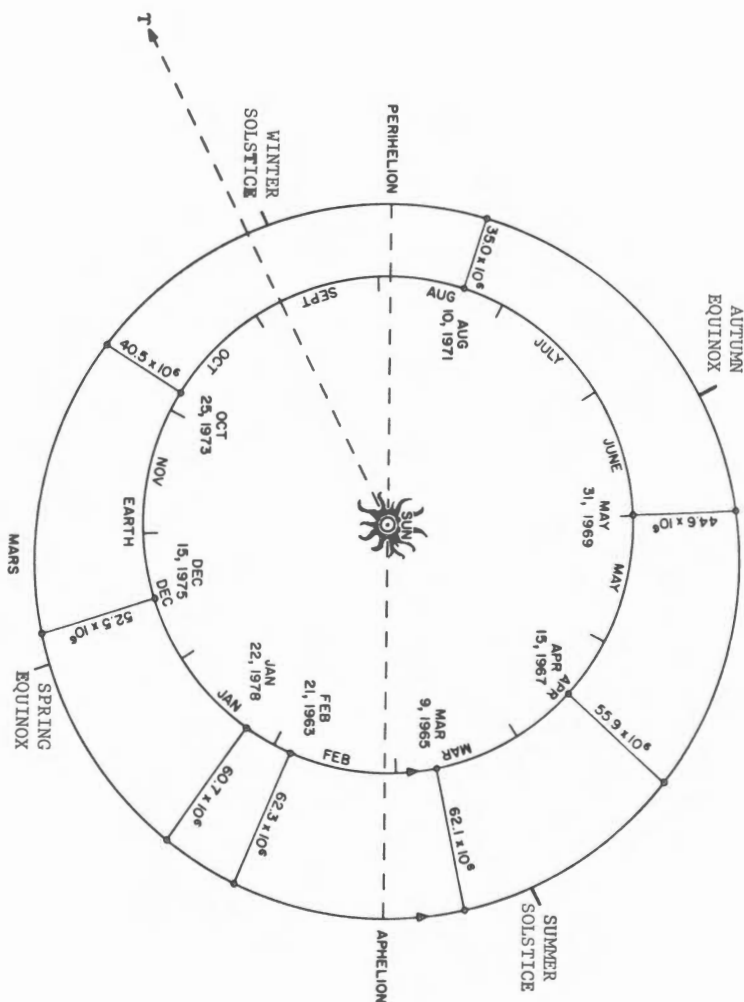 ♈
PERIHELION
WINTER
SOLSTICE
35.0 x 10⁶
AUG
AUG
10, 1971
SEPT
JULY
AUTUMN
EQUINOX
OCT
40.5 x 10⁶
OCT
25, 1973
JUNE
NOV
SUN
MAY
31, 1969
44.6 x 10⁶
EARTH
MARS
DEC
15, 1975
DEC
MAY
52.5 x 10⁶
APR
15, 1967
APR
SPRING
EQUINOX
JAN
22, 1978
JAN
FEB
21, 1963
MAR
9, 1965
55.9 x 10⁶
FEB
MAR
60.7 x 10⁶
62.3 x 10⁶
62.1 x 10⁶
SUMMER
SOLSTICE
APHELION